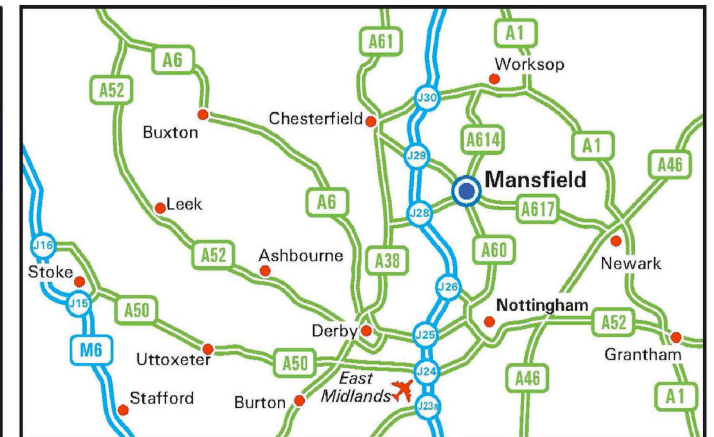 A61
A1
A6
Worksop
A52
J30
Chesterfield
Buxton
A614
A1
J29
A46
Mansfield
A6
A617
Leek
J28
J16
A52
Ashbourne
A38
A60
Newark
Stoke
J26
J15
A50
Nottingham
Derby
J25
A52
M6
Uttoxeter
A50
J24
Grantham
East
Midlands
A46
Stafford
Burton
J23a
A1